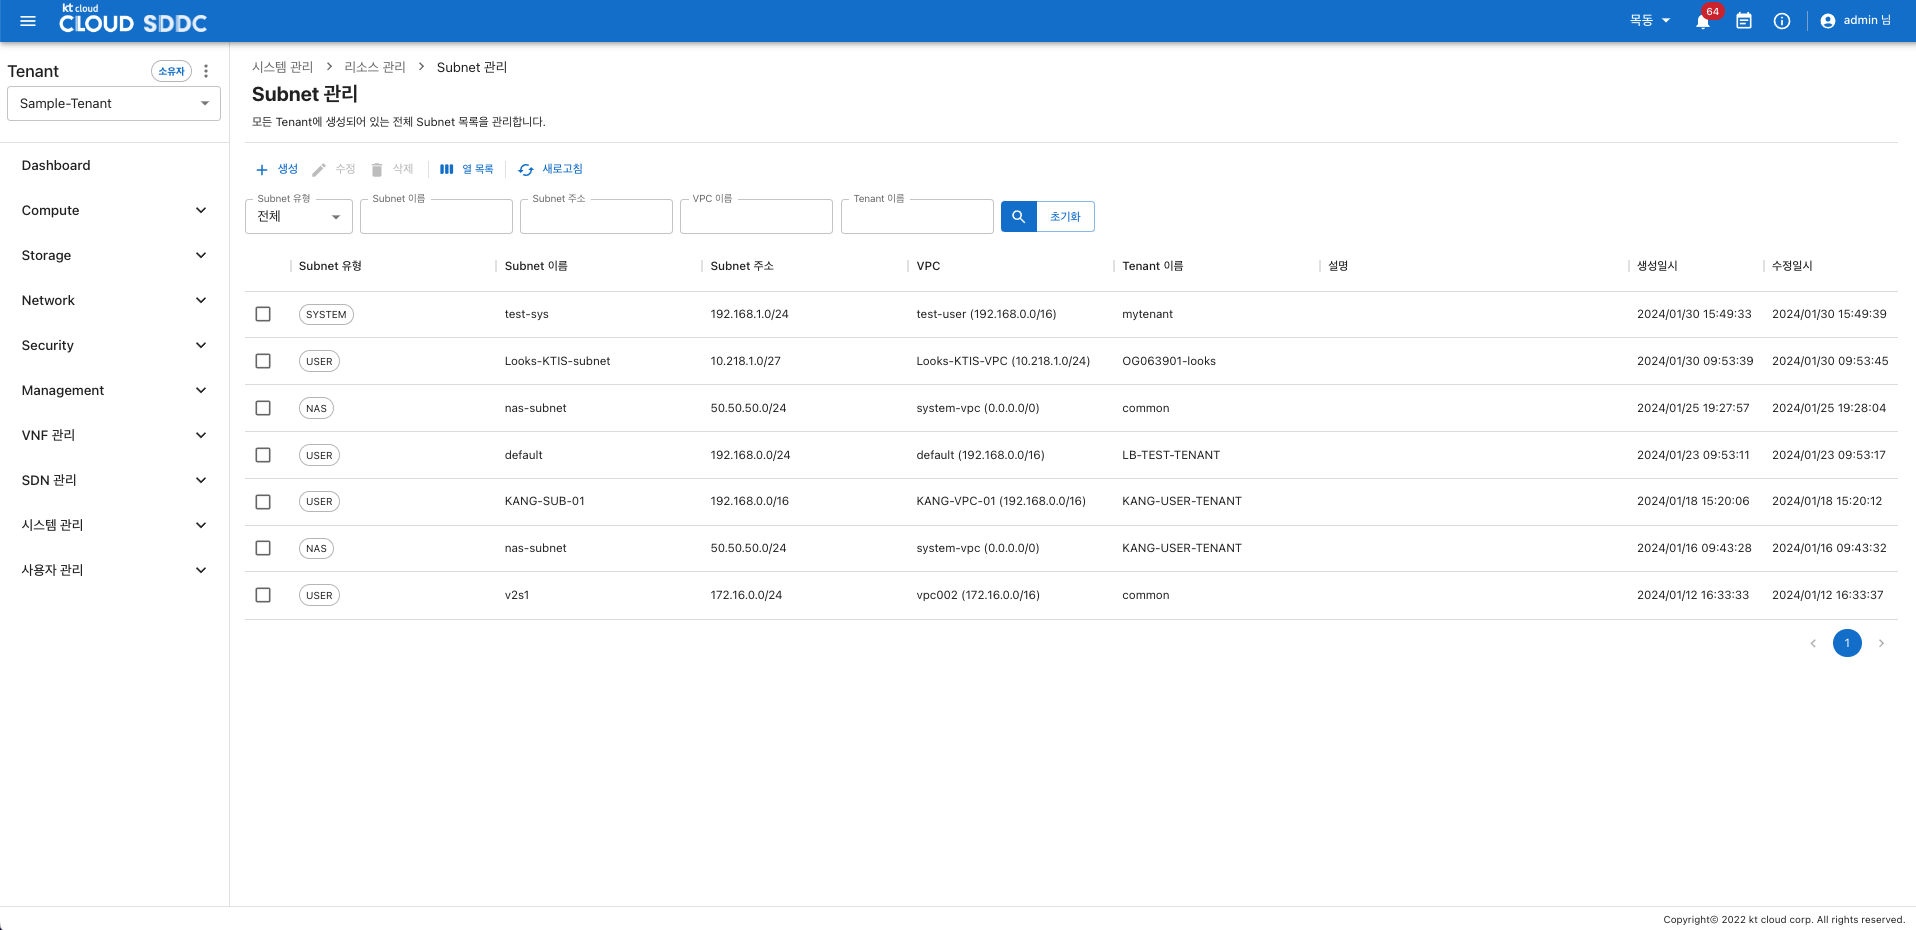 kt cloud
CLOUD SDDC
목동
64
admin 님
Tenant
소유자
Sample-Tenant
Dashboard
Compute
Storage
Network
Security
Management
VNF 관리
SDN 관리
시스템 관리
사용자 관리
시스템 관리 > 리소스 관리 > Subnet 관리
Subnet 관리
모든 Tenant에 생성되어 있는 전체 Subnet 목록을 관리합니다.
생성 수정 삭제 열 목록 새로고침
Subnet 유형 Subnet 이름 Subnet 주소 VPC 이름 Tenant 이름
전체 초기화
Subnet 유형 Subnet 이름 Subnet 주소 VPC Tenant 이름 설명 생성일시 수정일시
SYSTEM test-sys 192.168.1.0/24 test-user (192.168.0.0/16) mytenant 2024/01/30 15:49:33 2024/01/30 15:49:39
USER Looks-KTIS-subnet 10.218.1.0/27 Looks-KTIS-VPC (10.218.1.0/24) OG063901-looks 2024/01/30 09:53:39 2024/01/30 09:53:45
NAS nas-subnet 50.50.50.0/24 system-vpc (0.0.0.0/0) common 2024/01/25 19:27:57 2024/01/25 19:28:04
USER default 192.168.0.0/24 default (192.168.0.0/16) LB-TEST-TENANT 2024/01/23 09:53:11 2024/01/23 09:53:17
USER KANG-SUB-01 192.168.0.0/16 KANG-VPC-01 (192.168.0.0/16) KANG-USER-TENANT 2024/01/18 15:20:06 2024/01/18 15:20:12
NAS nas-subnet 50.50.50.0/24 system-vpc (0.0.0.0/0) KANG-USER-TENANT 2024/01/16 09:43:28 2024/01/16 09:43:32
USER v2s1 172.16.0.0/24 vpc002 (172.16.0.0/16) common 2024/01/12 16:33:33 2024/01/12 16:33:37
1
Copyright© 2022 kt cloud corp. All rights reserved.